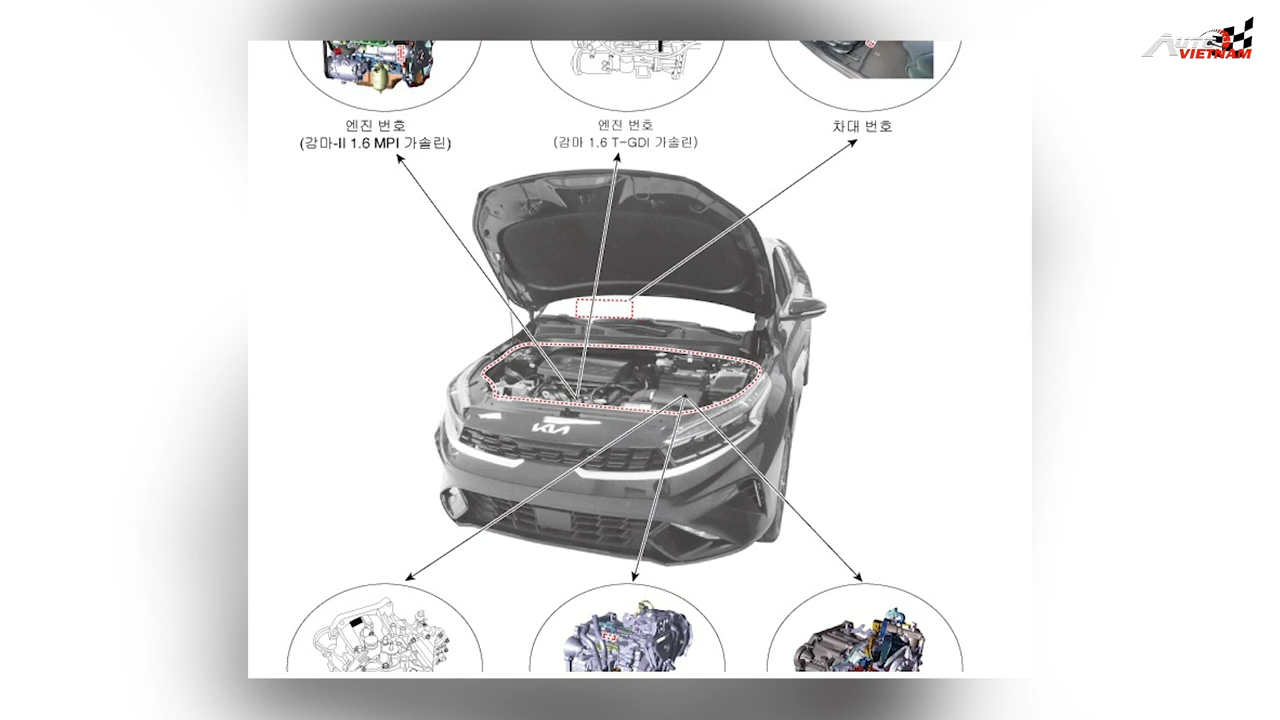 AUTO VIETNAM
엔진 번호
(감마-II 1.6 MPI 가솔린)
엔진 번호
(감마 1.6 T-GDI 가솔린)
차대 번호
KIA